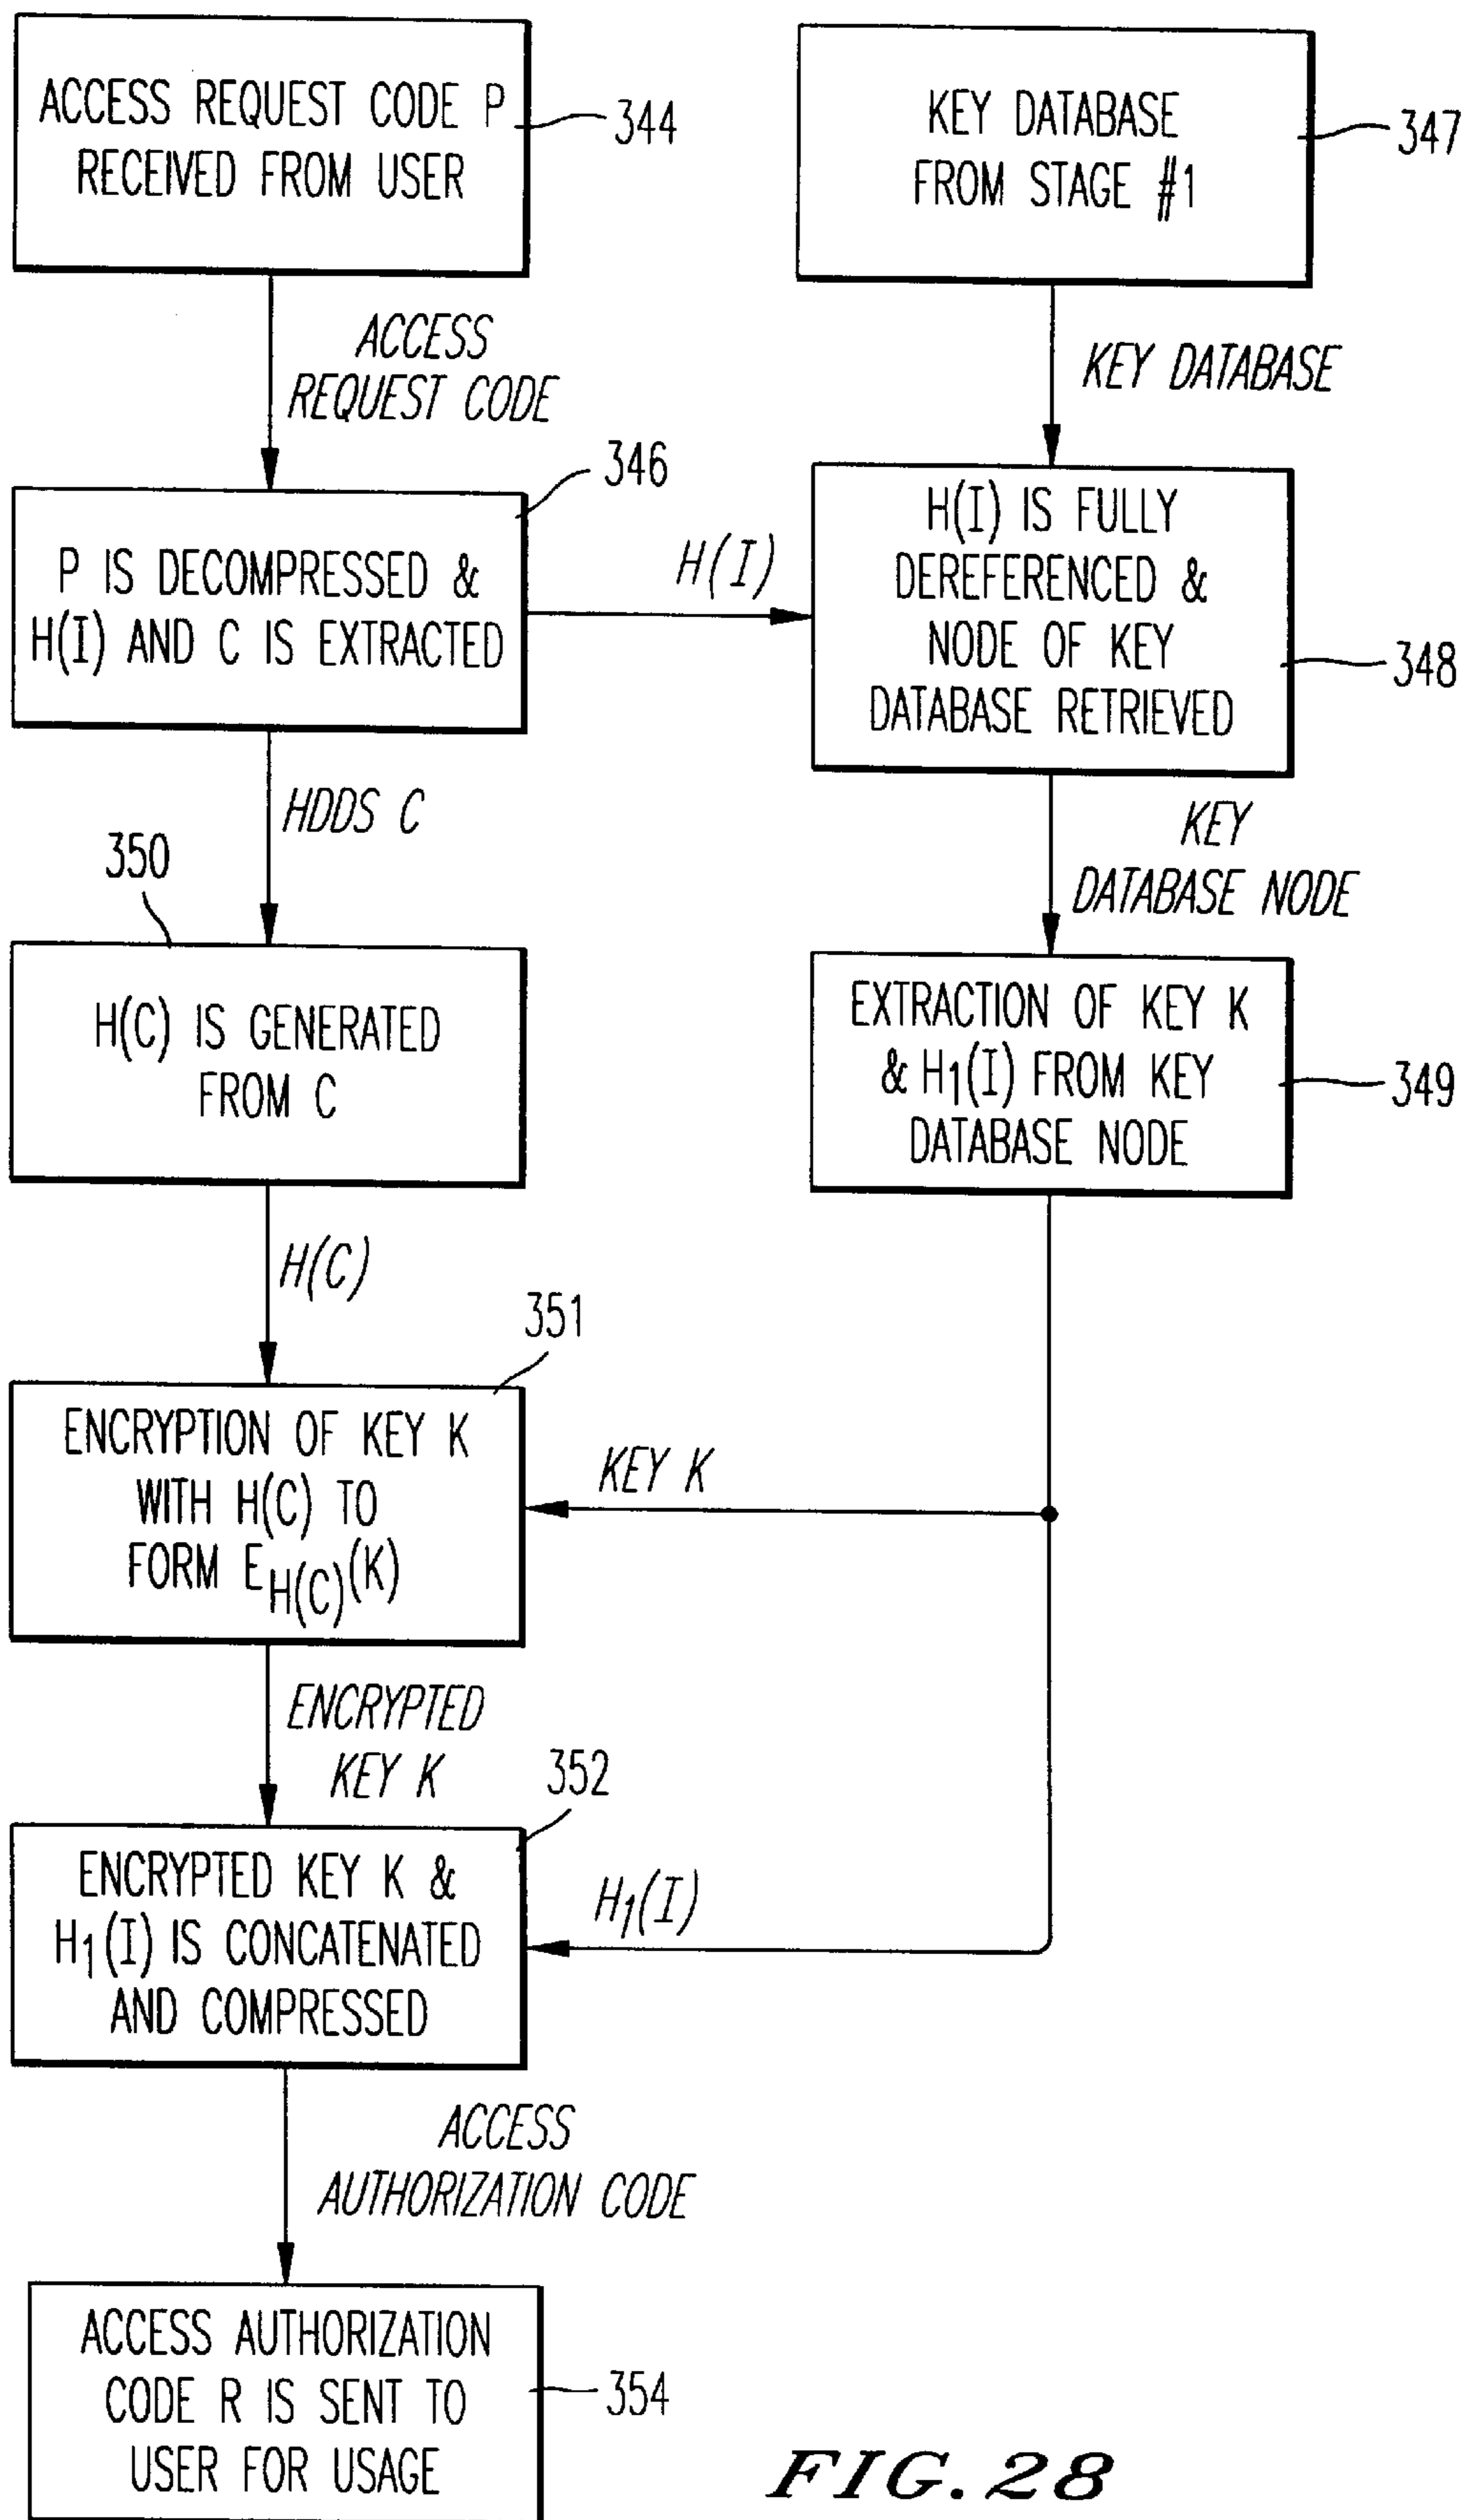 ACCESS REQUEST CODE P
RECEIVED FROM USER
344
KEY DATABASE
FROM STAGE #1
347
ACCESS
REQUEST CODE
KEY DATABASE
346
P IS DECOMPRESSED &
H(I) AND C IS EXTRACTED
H(I)
H(I) IS FULLY
DEREFERENCED &
NODE OF KEY
DATABASE RETRIEVED
348
HDDS C
KEY
DATABASE NODE
350
H(C) IS GENERATED
FROM C
EXTRACTION OF KEY K
& H1(I) FROM KEY
DATABASE NODE
349
H(C)
351
ENCRYPTION OF KEY K
WITH H(C) TO
FORM EH(C)(K)
KEY K
ENCRYPTED
KEY K
352
ENCRYPTED KEY K &
H1(I) IS CONCATENATED
AND COMPRESSED
H1(I)
ACCESS
AUTHORIZATION CODE
ACCESS AUTHORIZATION
CODE R IS SENT TO
USER FOR USAGE
354
FIG.28